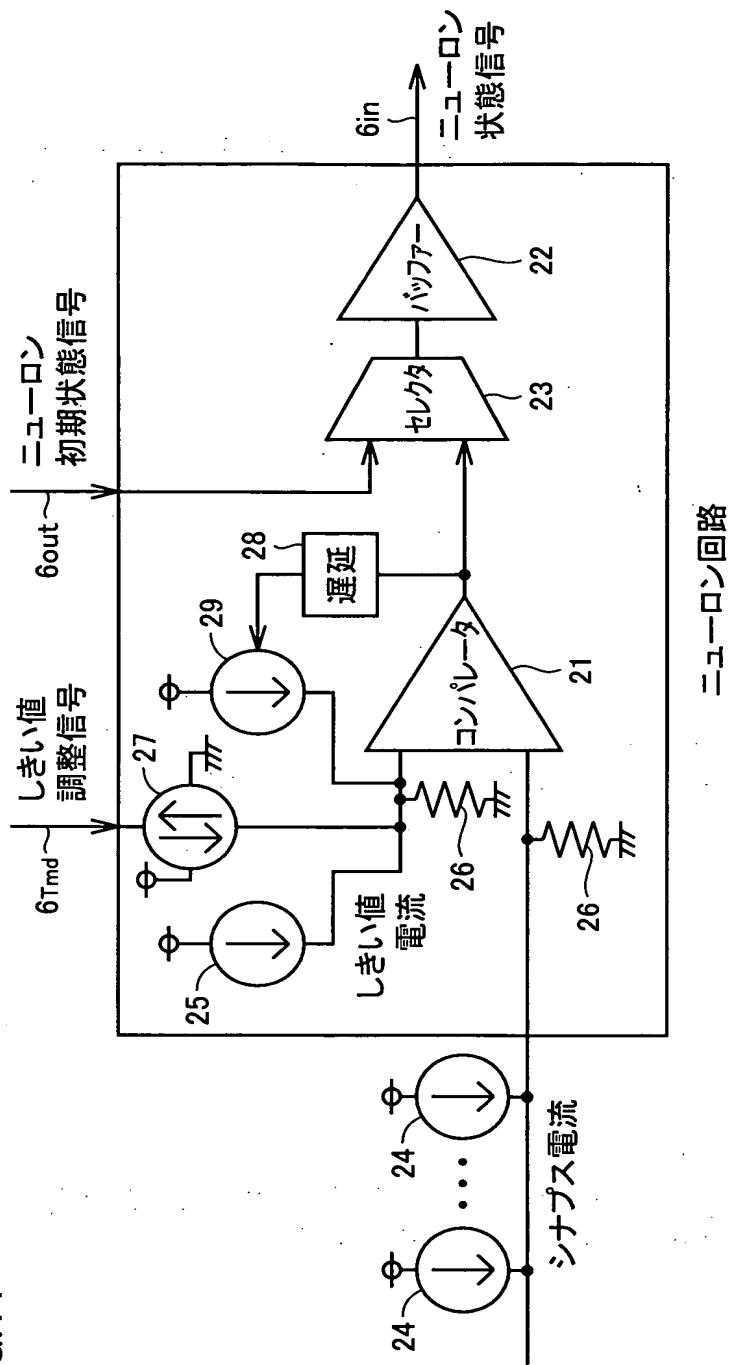 しきい値
調整信号
6Tmd
ニューロン
初期状態信号
6out
27
29
28
遅延
25
しきい値
電流
26
26
コンパレータ
21
セレクタ
23
バッファー
22
6in
ニューロン
状態信号
24
24
シナプス電流
ニューロン回路